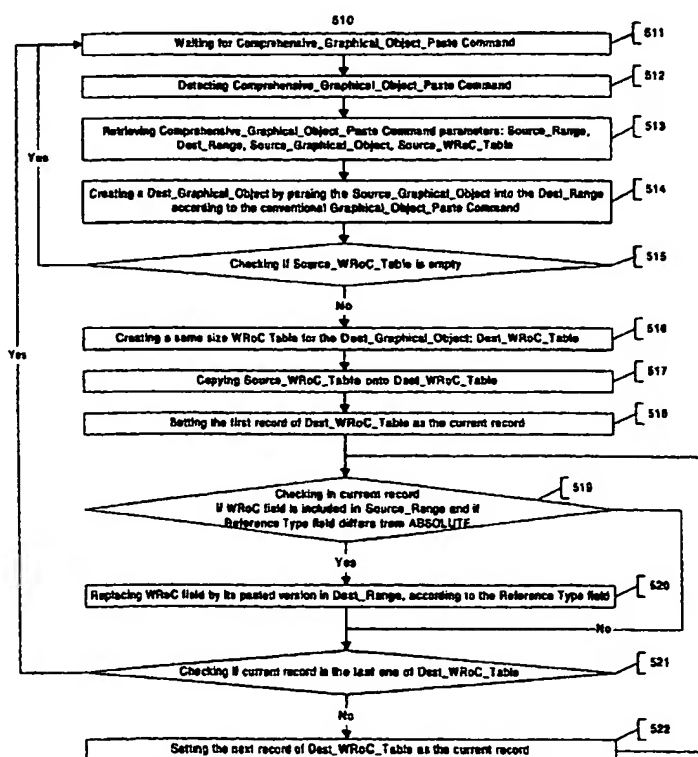 510
Waiting for Comprehensive_Graphical_Object_Paste Command
511
Detecting Comprehensive_Graphical_Object_Paste Command
512
Retrieving Comprehensive_Graphical_Object_Paste Command parameters: Source_Range,
Dest_Range, Source_Graphical_Object, Source_WRoC_Table
513
Yes
Creating a Dest_Graphical_Object by parsing the Source_Graphical_Object into the Dest_Range
according to the conventional Graphical_Object_Paste Command
514
Checking if Source_WRoC_Table is empty
515
No
Creating a same size WRoC Table for the Dest_Graphical_Object: Dest_WRoC_Table
516
Yes
Copying Source_WRoC_Table onto Dest_WRoC_Table
517
Setting the first record of Dest_WRoC_Table as the current record
518
Checking in current record
if WRoC field is included in Source_Range and if
Reference Type field differs from ABSOLUTE
519
Yes
Replacing WRoC field by its pasted version in Dest_Range, according to the Reference Type field
520
No
Checking if current record is the last one of Dest_WRoC_Table
521
No
Setting the next record of Dest_WRoC_Table as the current record
522